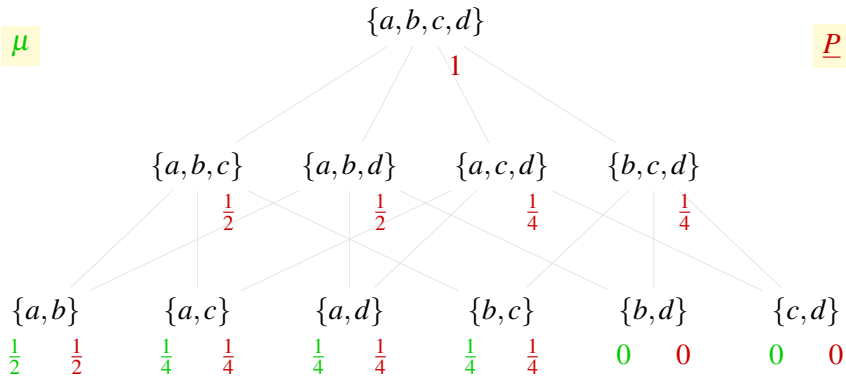 {a,b,c,d}
μ P
1
{a,b,c} {a,b,d} {a,c,d} {b,c,d}
1/2 1/2 1/4 1/4
{a,b} {a,c} {a,d} {b,c} {b,d} {c,d}
1/2 1/2 1/4 1/4 1/4 1/4 1/4 1/4 0 0 0 0